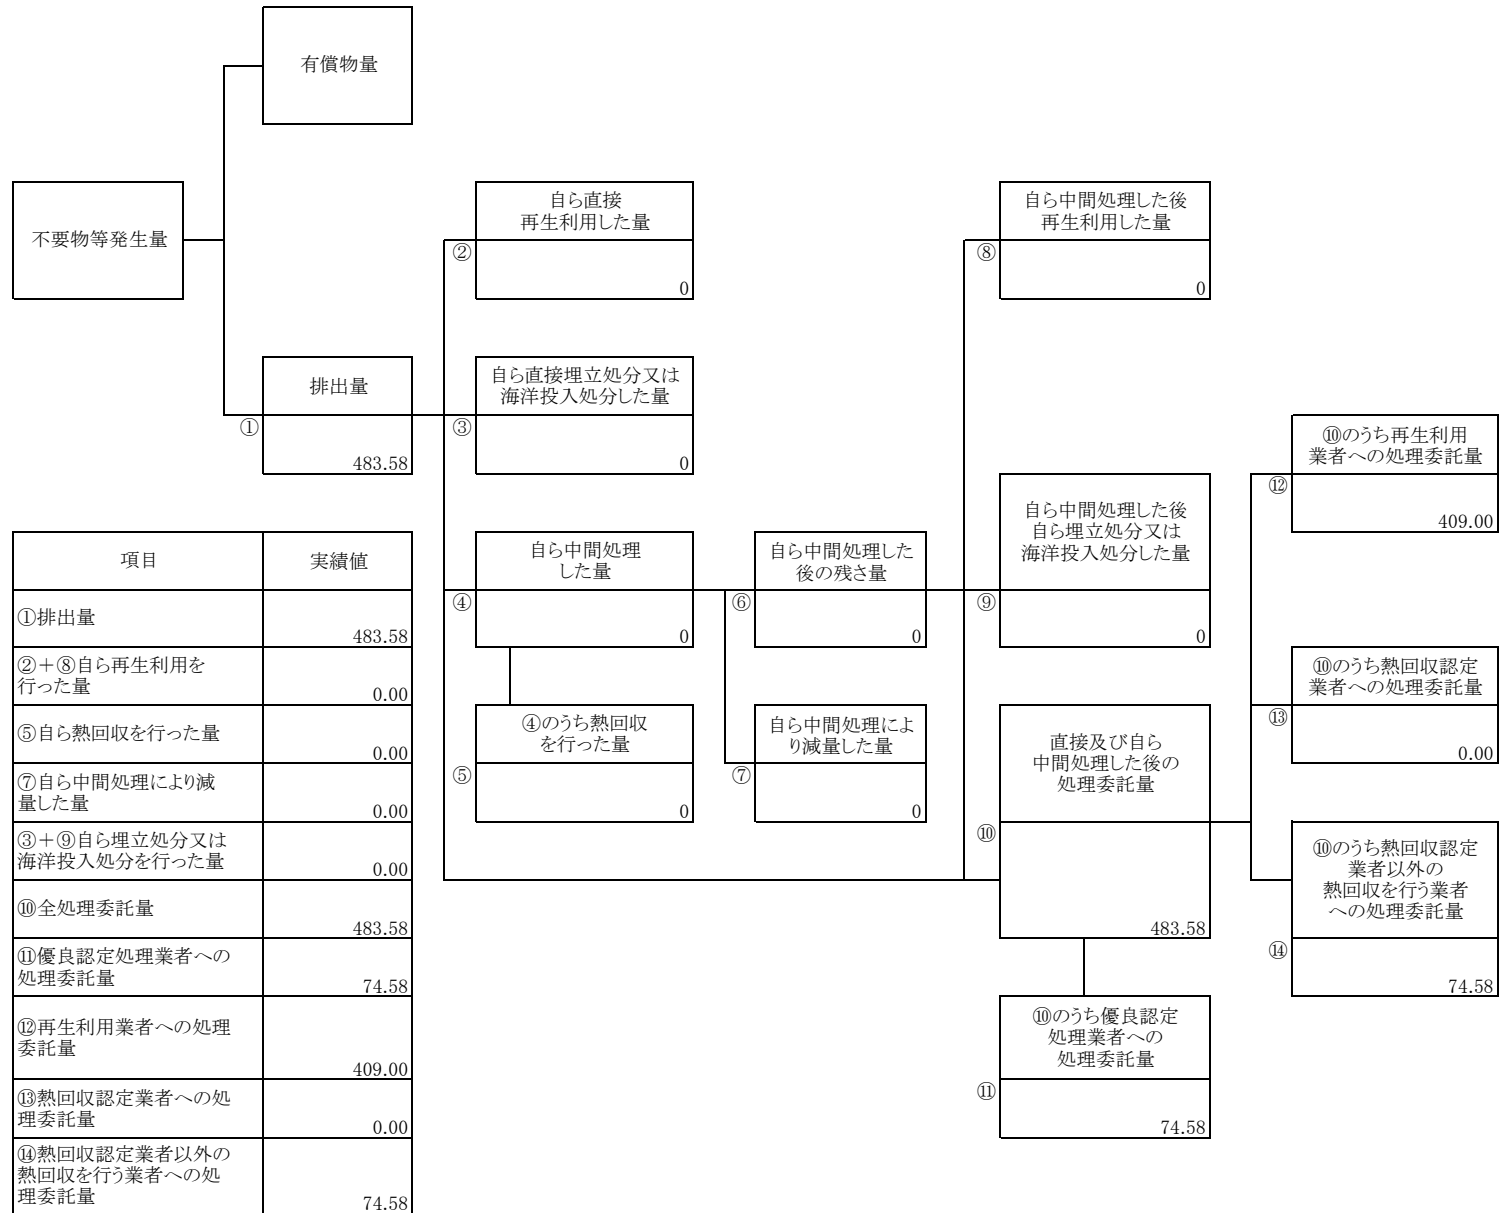 有償物量
不要物等発生量
自ら直接
再生利用した量
②
0
自ら中間処理した後
再生利用した量
⑧
0
排出量
①
483.58
自ら直接埋立処分又は
海洋投入処分した量
③
0
⑩のうち再生利用
業者への処理委託量
⑫
409.00
自ら中間処理
した量
④
0
自ら中間処理した
後の残さ量
⑥
0
自ら中間処理した後
自ら埋立処分又は
海洋投入処分した量
⑨
0
⑩のうち熱回収認定
業者への処理委託量
⑬
0.00
④のうち熱回収
を行った量
⑤
0
自ら中間処理によ
り減量した量
⑦
0
直接及び自ら
中間処理した後の
処理委託量
⑩
483.58
⑩のうち熱回収認定
業者以外の
熱回収を行う業者
への処理委託量
⑭
74.58
⑩のうち優良認定
処理業者への
処理委託量
⑪
74.58
項目 実績値
①排出量
483.58
②+⑧自ら再生利用を
行った量
0.00
⑤自ら熱回収を行った量
0.00
⑦自ら中間処理により減
量した量
0.00
③+⑨自ら埋立処分又は
海洋投入処分を行った量
0.00
⑩全処理委託量
483.58
⑪優良認定処理業者への
処理委託量
74.58
⑫再生利用業者への処理
委託量
409.00
⑬熱回収認定業者への処
理委託量
0.00
⑭熱回収認定業者以外の
熱回収を行う業者への処
理委託量
74.58